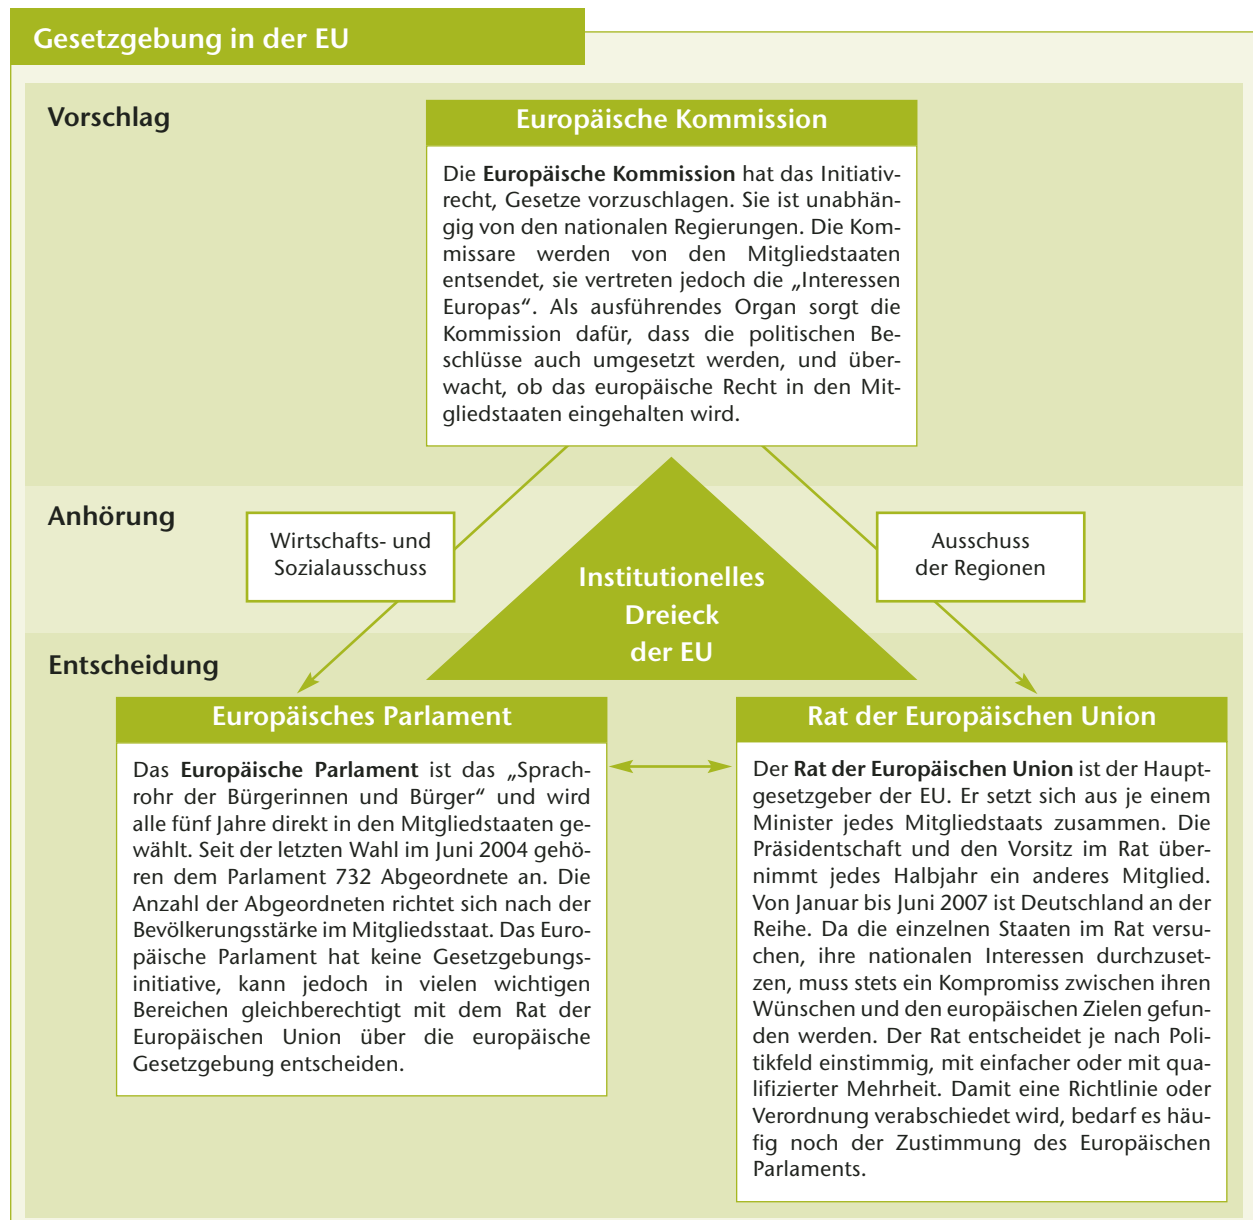 Gesetzgebung in der EU
Vorschlag
Europäische Kommission
Die Europäische Kommission hat das Initiativ-
recht, Gesetze vorzuschlagen. Sie ist unabhän-
gig von den nationalen Regierungen. Die Kom-
missare werden von den Mitgliedstaaten
entsendet, sie vertreten jedoch die „Interessen
Europas“. Als ausführendes Organ sorgt die
Kommission dafür, dass die politischen Be-
schlüsse auch umgesetzt werden, und über-
wacht, ob das europäische Recht in den Mit-
gliedstaaten eingehalten wird.
Anhörung
Wirtschafts- und
Sozialausschuss
Institutionelles
Dreieck
der EU
Ausschuss
der Regionen
Entscheidung
Europäisches Parlament
Das Europäische Parlament ist das „Sprach-
rohr der Bürgerinnen und Bürger“ und wird
alle fünf Jahre direkt in den Mitgliedstaaten ge-
wählt. Seit der letzten Wahl im Juni 2004 gehö-
ren dem Parlament 732 Abgeordnete an. Die
Anzahl der Abgeordneten richtet sich nach der
Bevölkerungsstärke im Mitgliedsstaat. Das Euro-
päische Parlament hat keine Gesetzgebungs-
initiative, kann jedoch in vielen wichtigen
Bereichen gleichberechtigt mit dem Rat der
Europäischen Union über die europäische
Gesetzgebung entscheiden.
Rat der Europäischen Union
Der Rat der Europäischen Union ist der Haupt-
gesetzgeber der EU. Er setzt sich aus je einem
Minister jedes Mitgliedstaats zusammen. Die
Präsidentschaft und den Vorsitz im Rat über-
nimmt jedes Halbjahr ein anderes Mitglied.
Von Januar bis Juni 2007 ist Deutschland an der
Reihe. Da die einzelnen Staaten im Rat versu-
chen, ihre nationalen Interessen durchzuset-
zen, muss stets ein Kompromiss zwischen ihren
Wünschen und den europäischen Zielen gefun-
den werden. Der Rat entscheidet je nach Poli-
tikfeld einstimmig, mit einfacher oder mit qua-
lifizierter Mehrheit. Damit eine Richtlinie oder
Verordnung verabschiedet wird, bedarf es häu-
fig noch der Zustimmung des Europäischen
Parlaments.